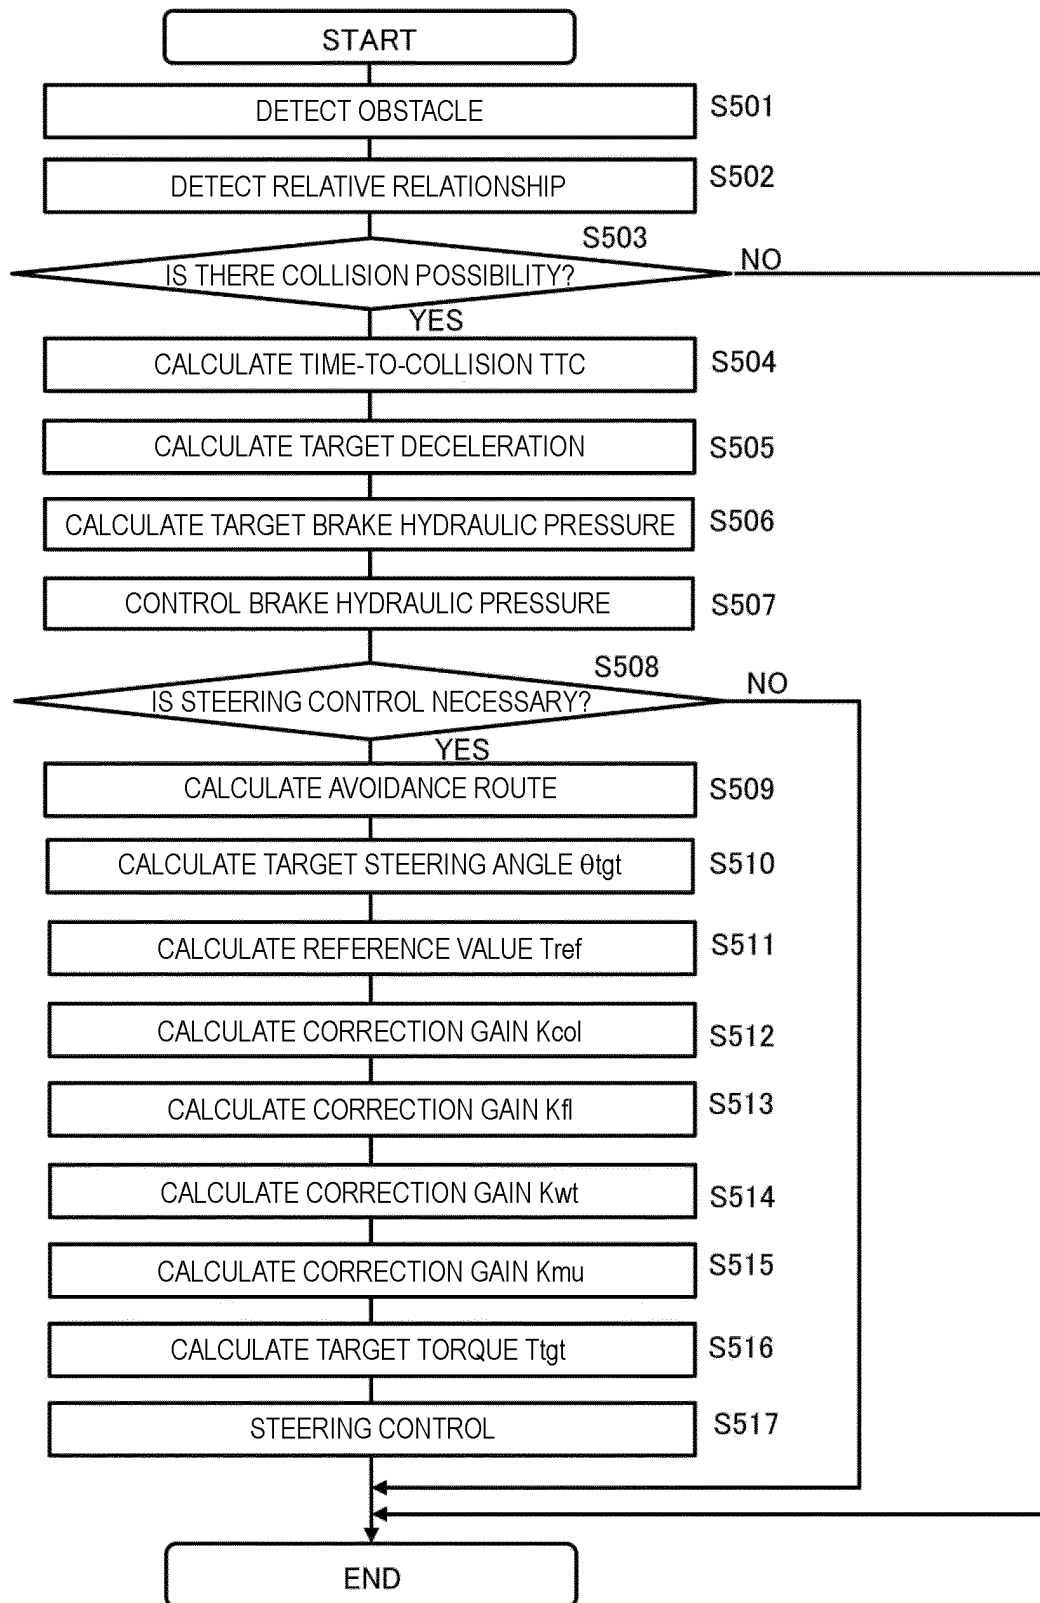 START
DETECT OBSTACLE
S501
DETECT RELATIVE RELATIONSHIP
S502
S503
IS THERE COLLISION POSSIBILITY?
NO
YES
CALCULATE TIME-TO-COLLISION TTC
S504
CALCULATE TARGET DECELERATION
S505
CALCULATE TARGET BRAKE HYDRAULIC PRESSURE
S506
CONTROL BRAKE HYDRAULIC PRESSURE
S507
S508
IS STEERING CONTROL NECESSARY?
NO
YES
CALCULATE AVOIDANCE ROUTE
S509
CALCULATE TARGET STEERING ANGLE θtgt
S510
CALCULATE REFERENCE VALUE Tref
S511
CALCULATE CORRECTION GAIN Kcol
S512
CALCULATE CORRECTION GAIN Kfl
S513
CALCULATE CORRECTION GAIN Kwt
S514
CALCULATE CORRECTION GAIN Kmu
S515
CALCULATE TARGET TORQUE Ttgt
S516
STEERING CONTROL
S517
END